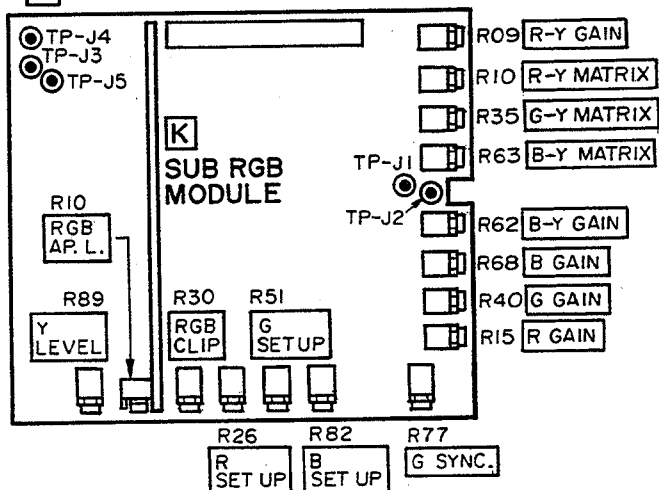 TP-J4
TP-J3
TP-J5
K
SUB RGB
MODULE
TP-J1
TP-J2
R09 R-Y GAIN
R10 R-Y MATRIX
R35 G-Y MATRIX
R63 B-Y MATRIX
R62 B-Y GAIN
R68 B GAIN
R40 G GAIN
R15 R GAIN
R10
RGB
AP. L.
R89
Y
LEVEL
R30
RGB
CLIP
R51
G
SET UP
R26
R
SET UP
R82
B
SET UP
R77
G SYNC.